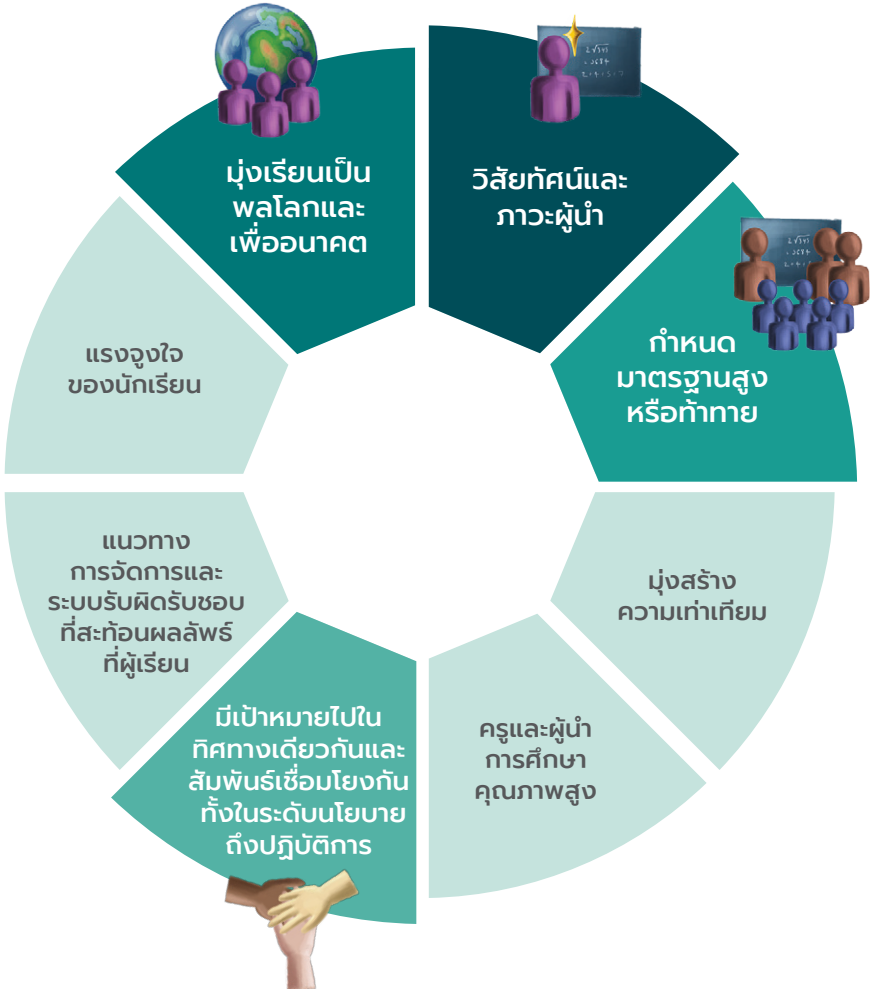 วิสัยทัศน์และ
ภาวะผู้นำ
กำหนด
มาตรฐานสูง
หรือท้าทาย
มุ่งสร้าง
ความเท่าเทียม
ครูและผู้นำ
การศึกษา
คุณภาพสูง
มีเป้าหมายไปใน
ทิศทางเดียวกันและ
สัมพันธ์เชื่อมโยงกัน
ทั้งในระดับนโยบาย
ถึงปฏิบัติการ
แนวทาง
การจัดการและ
ระบบรับผิดรับชอบ
ที่สะท้อนผลลัพธ์
ที่ผู้เรียน
แรงจูงใจ
ของนักเรียน
มุ่งเรียนเป็น
พลโลกและ
เพื่ออนาคต